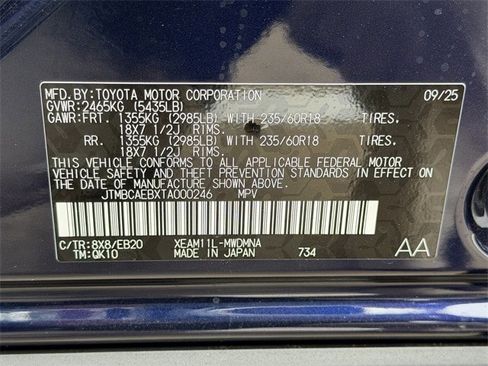 MFD.BY:TOYOTA MOTOR CORPORATION 09/25
GVWR:2465KG (5435LB)
GAWR:FRT. 1355KG (2985LB) WITH 235/60R18 TIRES,
18X7 1/2J RIMS.
RR. 1355KG (2985LB) WITH 235/60R18 TIRES,
18X7 1/2J RIMS.
THIS VEHICLE CONFORMS TO ALL APPLICABLE FEDERAL MOTOR
VEHICLE SAFETY AND THEFT PREVENTION STANDARDS IN EFFECT ON THE
DATE OF MANUFACTURE SHOWN ABOVE.
JTMBCAEBXTA000246 MPV
C/TR:8X8/EB20 XEAM11L-MWDMNA AA
TM:QK10 MADE IN JAPAN 734